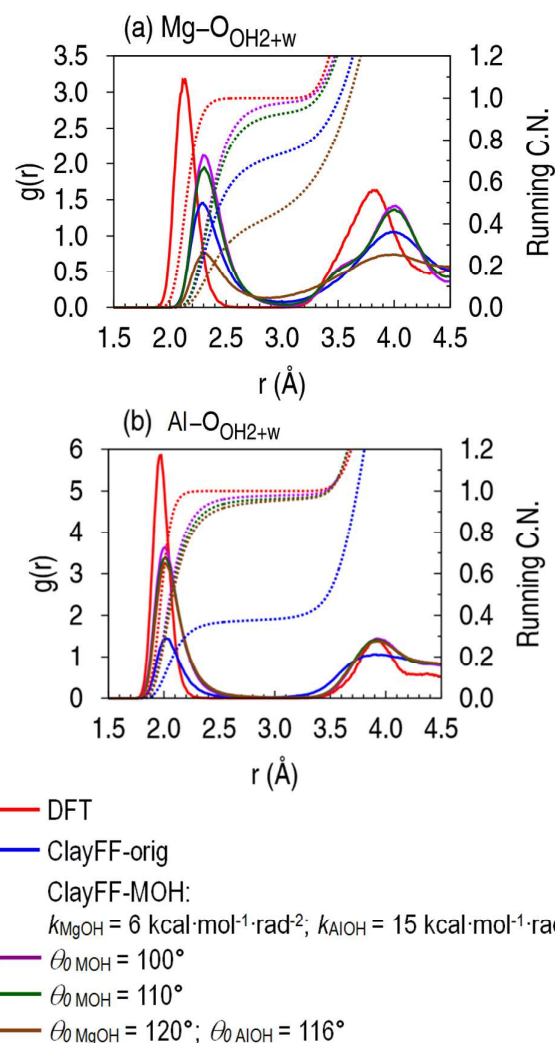 (a) Mg–O_OH2+w
3.5 1.2
3.0 1.0
2.5 0.8
2.0 0.6
1.5 0.4
1.0 0.2
0.5 0.0
0.0
g(r)
Running C.N.
1.5 2.0 2.5 3.0 3.5 4.0 4.5
r (Å)
(b) Al–O_OH2+w
6 1.2
5 1.0
4 0.8
3 0.6
2 0.4
1 0.2
0 0.0
g(r)
Running C.N.
1.5 2.0 2.5 3.0 3.5 4.0 4.5
r (Å)
DFT
ClayFF-orig
ClayFF-MOH:
k_MgOH = 6 kcal·mol⁻¹·rad⁻²; k_AlOH = 15 kcal·mol⁻¹·ra
θ₀ MOH = 100°
θ₀ MOH = 110°
θ₀ MgOH = 120°; θ₀ AlOH = 116°